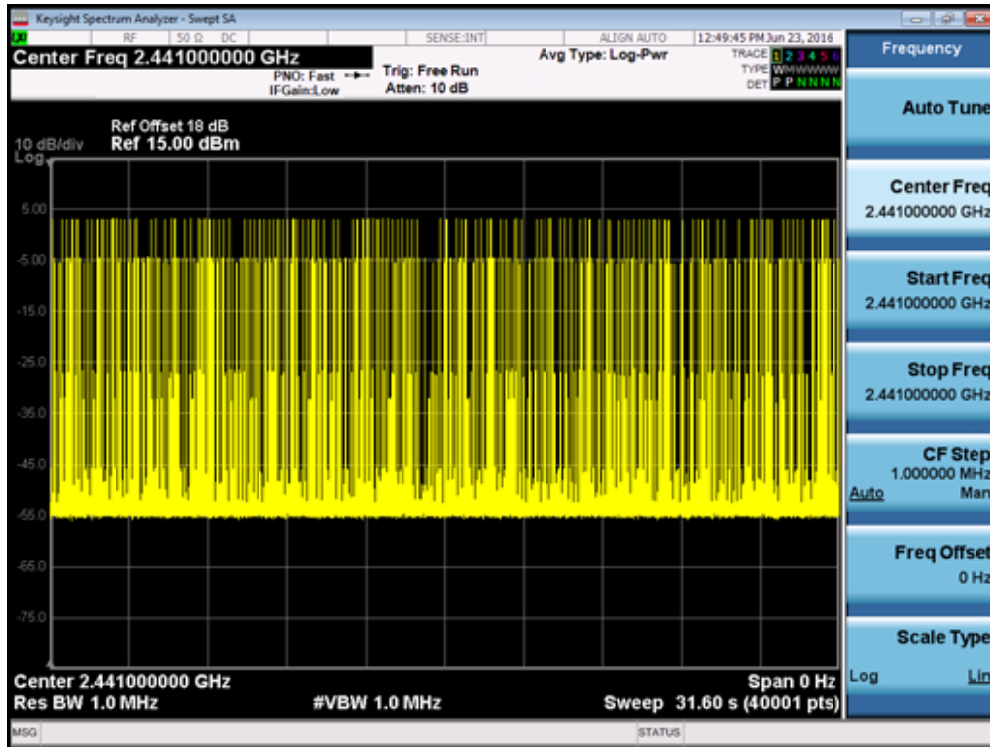 Keysight Spectrum Analyzer - Swept SA
RF 50 Ω DC SENSE:INT ALIGN AUTO 12:49:45 PM Jun 23, 2016
Center Freq 2.441000000 GHz
PNO: Fast
IFGain:Low
Trig: Free Run
Atten: 10 dB
Avg Type: Log-Pwr
TRACE 1 2 3 4 5 6
TYPE WMWWWW
DET P P N N N N
Ref Offset 18 dB
10 dB/div Ref 15.00 dBm
Log
5.00
-5.00
-15.0
-25.0
-35.0
-45.0
-55.0
-65.0
-75.0
Center 2.441000000 GHz Span 0 Hz
Res BW 1.0 MHz #VBW 1.0 MHz Sweep 31.60 s (40001 pts)
MSG STATUS
Frequency
Auto Tune
Center Freq
2.441000000 GHz
Start Freq
2.441000000 GHz
Stop Freq
2.441000000 GHz
CF Step
1.000000 MHz
Auto Man
Freq Offset
0 Hz
Scale Type
Log Lin